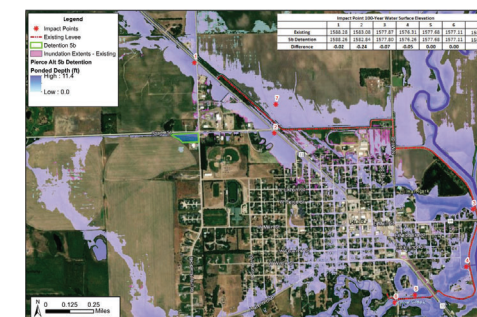 Legend
Impact Points
Existing Levee
Detention 5b
Inundation Extents - Existing
Pierce Alt 5b Detention
Ponded Depth (ft)
High : 11.4
Low : 0.0
Impact Point 100-Year Water Surface Elevation
2 3 4 5 6
Existing 1588.28 1583.08 1577.87 1576.31 1577.68 1577.11
5b Detention 1588.26 1582.84 1577.80 1576.26 1577.68 1577.11
Difference -0.02 -0.24 -0.07 -0.05 0.00 0.00
N
0 0.125 0.25
Miles